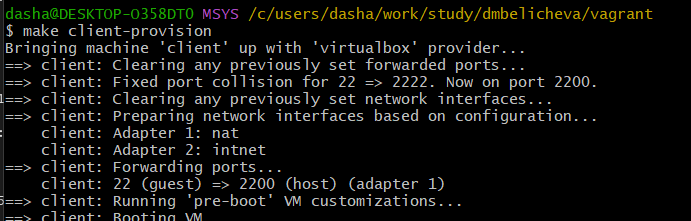 dasha@DESKTOP-O358DT0 MSYS /c/users/dasha/work/study/dmbelicheva/vagrant
$ make client-provision
Bringing machine 'client' up with 'virtualbox' provider...
==> client: Clearing any previously set forwarded ports...
==> client: Fixed port collision for 22 => 2222. Now on port 2200.
==> client: Clearing any previously set network interfaces...
==> client: Preparing network interfaces based on configuration...
client: Adapter 1: nat
client: Adapter 2: intnet
==> client: Forwarding ports...
client: 22 (guest) => 2200 (host) (adapter 1)
==> client: Running 'pre-boot' VM customizations...
==> client: Booting VM